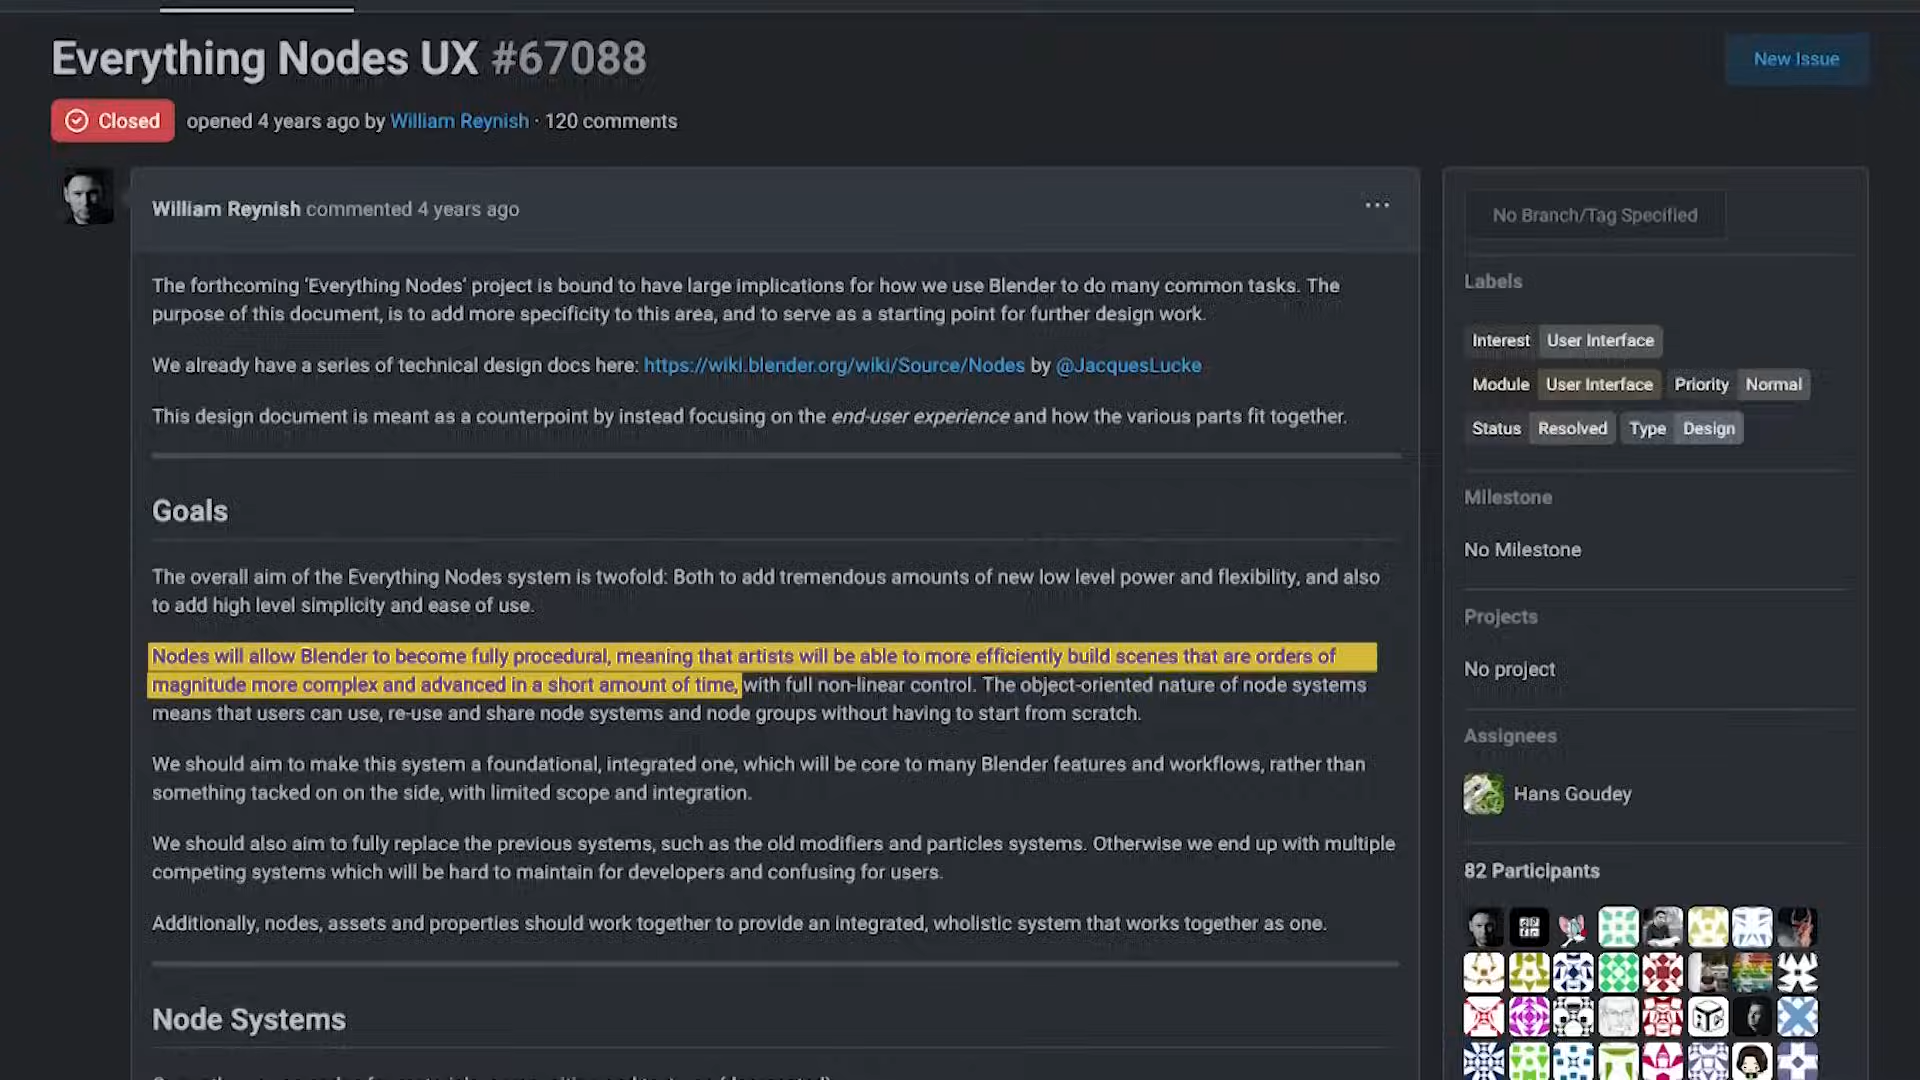 Everything Nodes UX #67088
New Issue
Closed
opened 4 years ago by William Reynish · 120 comments
William Reynish commented 4 years ago
The forthcoming 'Everything Nodes' project is bound to have large implications for how we use Blender to do many common tasks. The
purpose of this document, is to add more specificity to this area, and to serve as a starting point for further design work.
We already have a series of technical design docs here: https://wiki.blender.org/wiki/Source/Nodes by @JacquesLucke
This design document is meant as a counterpoint by instead focusing on the end-user experience and how the various parts fit together.
Goals
The overall aim of the Everything Nodes system is twofold: Both to add tremendous amounts of new low level power and flexibility, and also
to add high level simplicity and ease of use.
Nodes will allow Blender to become fully procedural, meaning that artists will be able to more efficiently build scenes that are orders of
magnitude more complex and advanced in a short amount of time, with full non-linear control. The object-oriented nature of node systems
means that users can use, re-use and share node systems and node groups without having to start from scratch.
We should aim to make this system a foundational, integrated one, which will be core to many Blender features and workflows, rather than
something tacked on on the side, with limited scope and integration.
We should also aim to fully replace the previous systems, such as the old modifiers and particles systems. Otherwise we end up with multiple
competing systems which will be hard to maintain for developers and confusing for users.
Additionally, nodes, assets and properties should work together to provide an integrated, wholistic system that works together as one.
Node Systems
No Branch/Tag Specified
Labels
Interest User Interface
Module User Interface Priority Normal
Status Resolved Type Design
Milestone
No Milestone
Projects
No project
Assignees
Hans Goudey
82 Participants